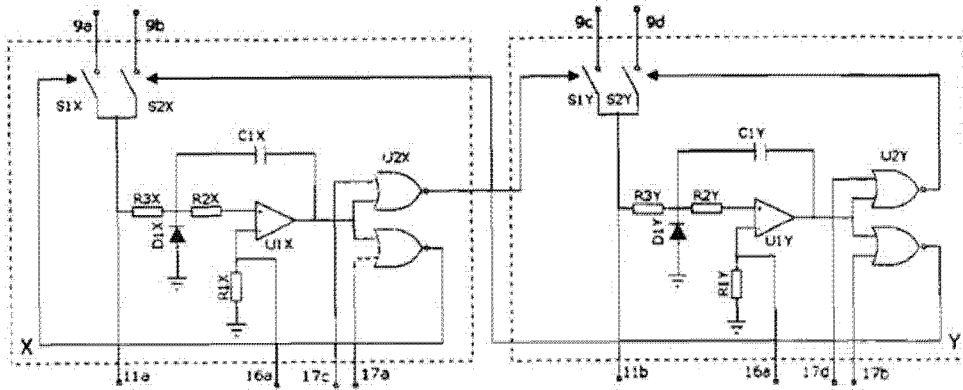 9a 9b 9c 9d
S1X S2X S1Y S2Y
C1X C1Y
U2X U2Y
R3X R2X R3Y R2Y
D1X U1X D1Y U1Y
R1X R1Y
X Y
11a 16a 17c 17a 11b 16a 17d 17b